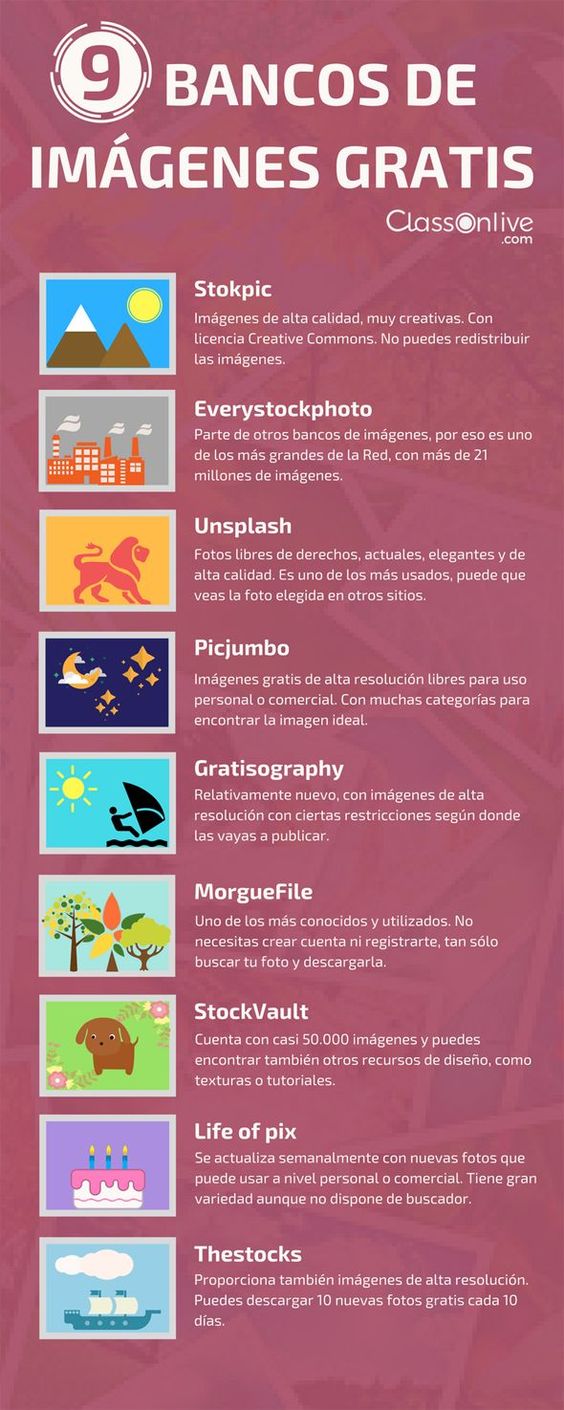 9 BANCOS DE
IMÁGENES GRATIS
ClassOnlive
.com
Stokpic
Imágenes de alta calidad, muy creativas. Con
licencia Creative Commons. No puedes redistribuir
las imágenes.
Everystockphoto
Parte de otros bancos de imágenes, por eso es uno
de los más grandes de la Red, con más de 21
millones de imágenes.
Unsplash
Fotos libres de derechos, actuales, elegantes y de
alta calidad. Es uno de los más usados, puede que
veas la foto elegida en otros sitios.
Picjumbo
Imágenes gratis de alta resolución libres para uso
personal o comercial. Con muchas categorías para
encontrar la imagen ideal.
Gratisography
Relativamente nuevo, con imágenes de alta
resolución con ciertas restricciones según donde
las vayas a publicar.
MorgueFile
Uno de los más conocidos y utilizados. No
necesitas crear cuenta ni registrarte, tan sólo
buscar tu foto y descargarla.
StockVault
Cuenta con casi 50.000 imágenes y puedes
encontrar también otros recursos de diseño, como
texturas o tutoriales.
Life of pix
Se actualiza semanalmente con nuevas fotos que
puede usar a nivel personal o comercial. Tiene gran
variedad aunque no dispone de buscador.
Thestocks
Proporciona también imágenes de alta resolución.
Puedes descargar 10 nuevas fotos gratis cada 10
días.